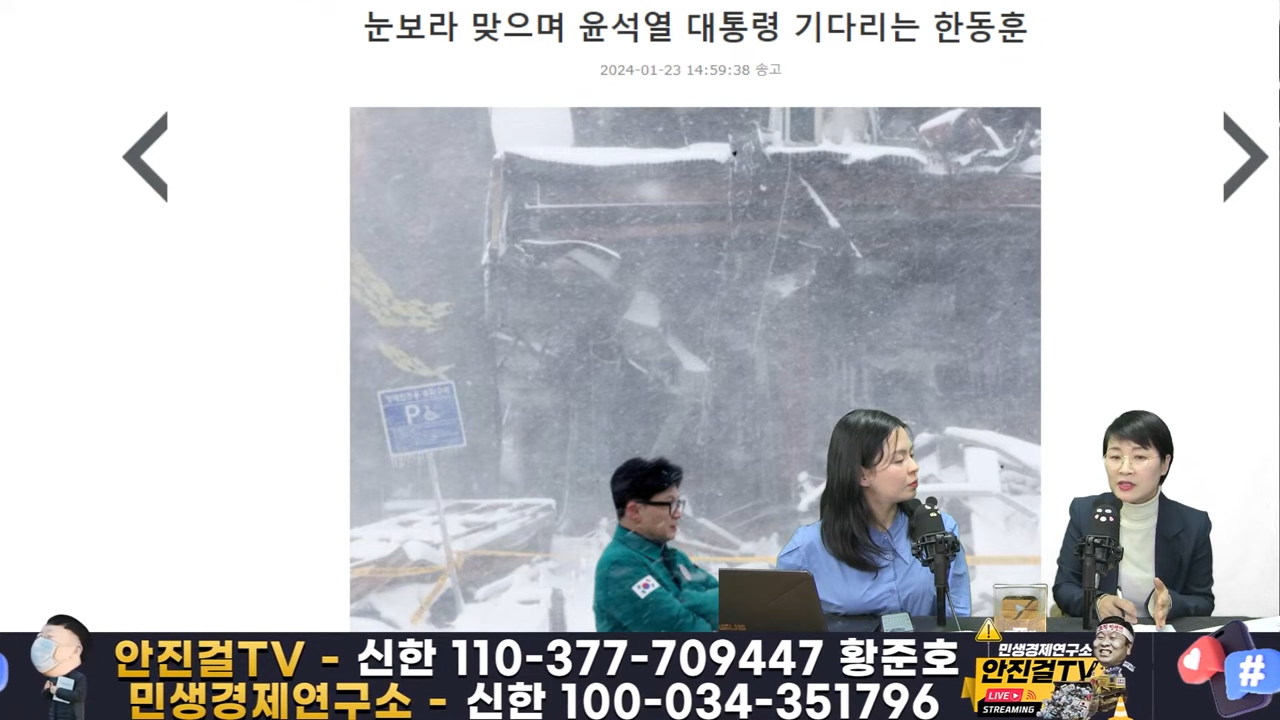 눈보라 맞으며 윤석열 대통령 기다리는 한동훈
2024-01-23 14:59:38 송고
P
안진걸TV - 신한 110-377-709447 황준호
민생경제연구소 - 신한 100-034-351796
민생경제연구소
안진걸TV
LIVE
STREAMING
#